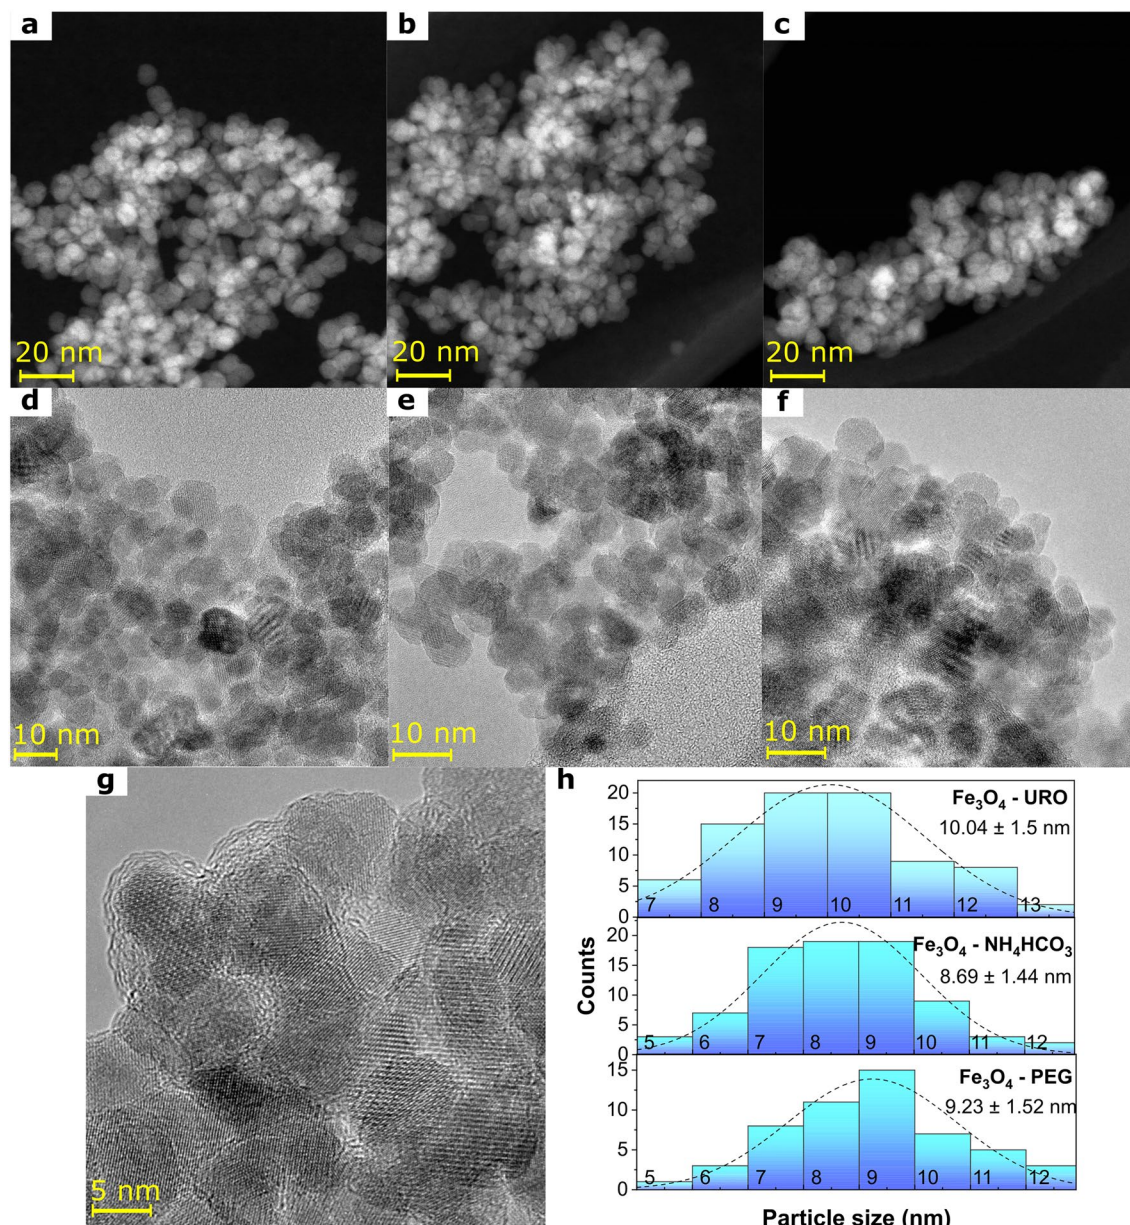 a
b
c
20 nm
20 nm
20 nm
d
e
f
10 nm
10 nm
10 nm
g
5 nm
h
Counts
20
15
10
5
0
Fe₃O₄ - URO
10.04 ± 1.5 nm
7 8 9 10 11 12 13
20
15
10
5
0
Fe₃O₄ - NH₄HCO₃
8.69 ± 1.44 nm
5 6 7 8 9 10 11 12
15
10
5
0
Fe₃O₄ - PEG
9.23 ± 1.52 nm
5 6 7 8 9 10 11 12
Particle size (nm)